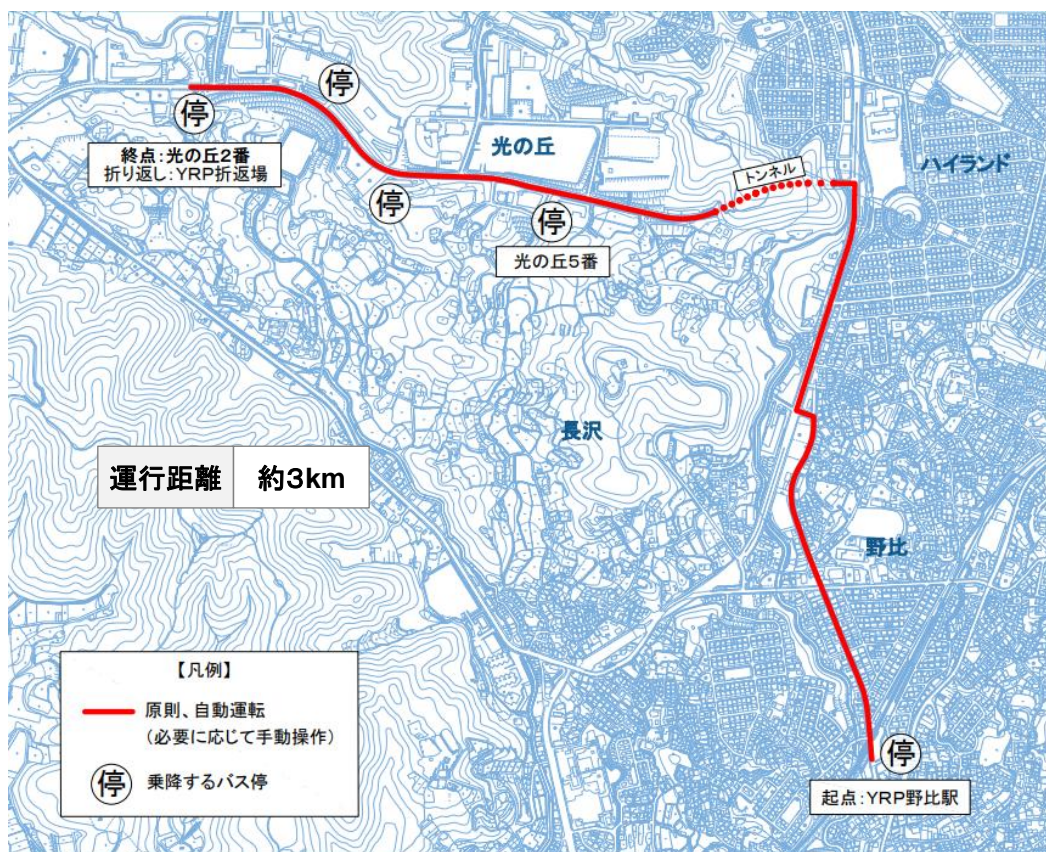 停
停
終点：光の丘2番
折り返し：YRP折返場
光の丘
トンネル
ハイランド
停
停
光の丘5番
長沢
運行距離 約3km
野比
【凡例】
原則、自動運転
（必要に応じて手動操作）
停 乗降するバス停
停
起点：YRP野比駅